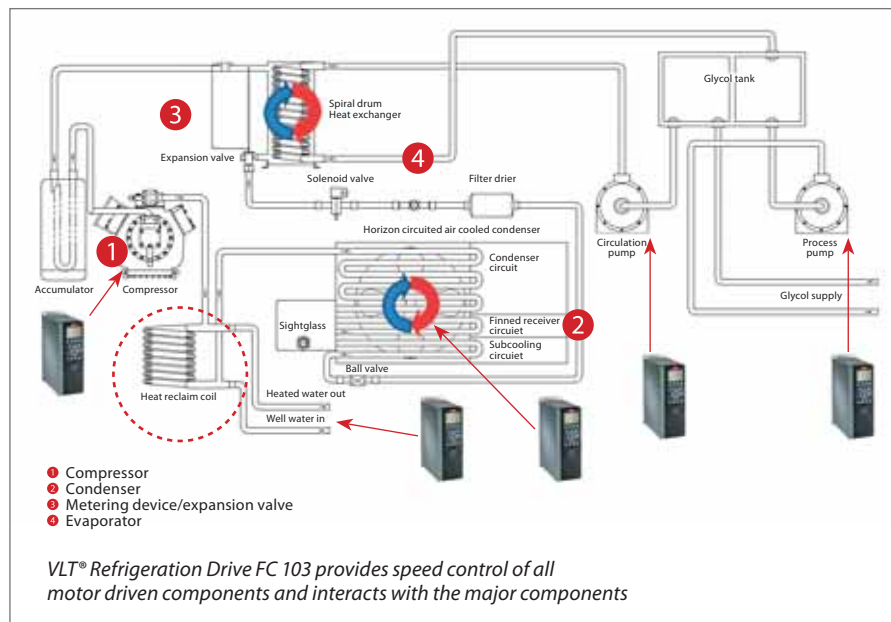 Glycol tank
3
Spiral drum
Heat exchanger
4
Expansion valve
Solenoid valve
Filter drier
Horizon circuited air cooled condenser
Circulation
pump
Process
pump
1
Condenser
circuit
Accumulator
Compressor
Glycol supply
Sightglass
Finned receiver
circuiet
2
Subcooling
circuiet
Ball valve
Heat reclaim coil
Heated water out
Well water in
1 Compressor
2 Condenser
3 Metering device/expansion valve
4 Evaporator
VLT® Refrigeration Drive FC 103 provides speed control of all
motor driven components and interacts with the major components